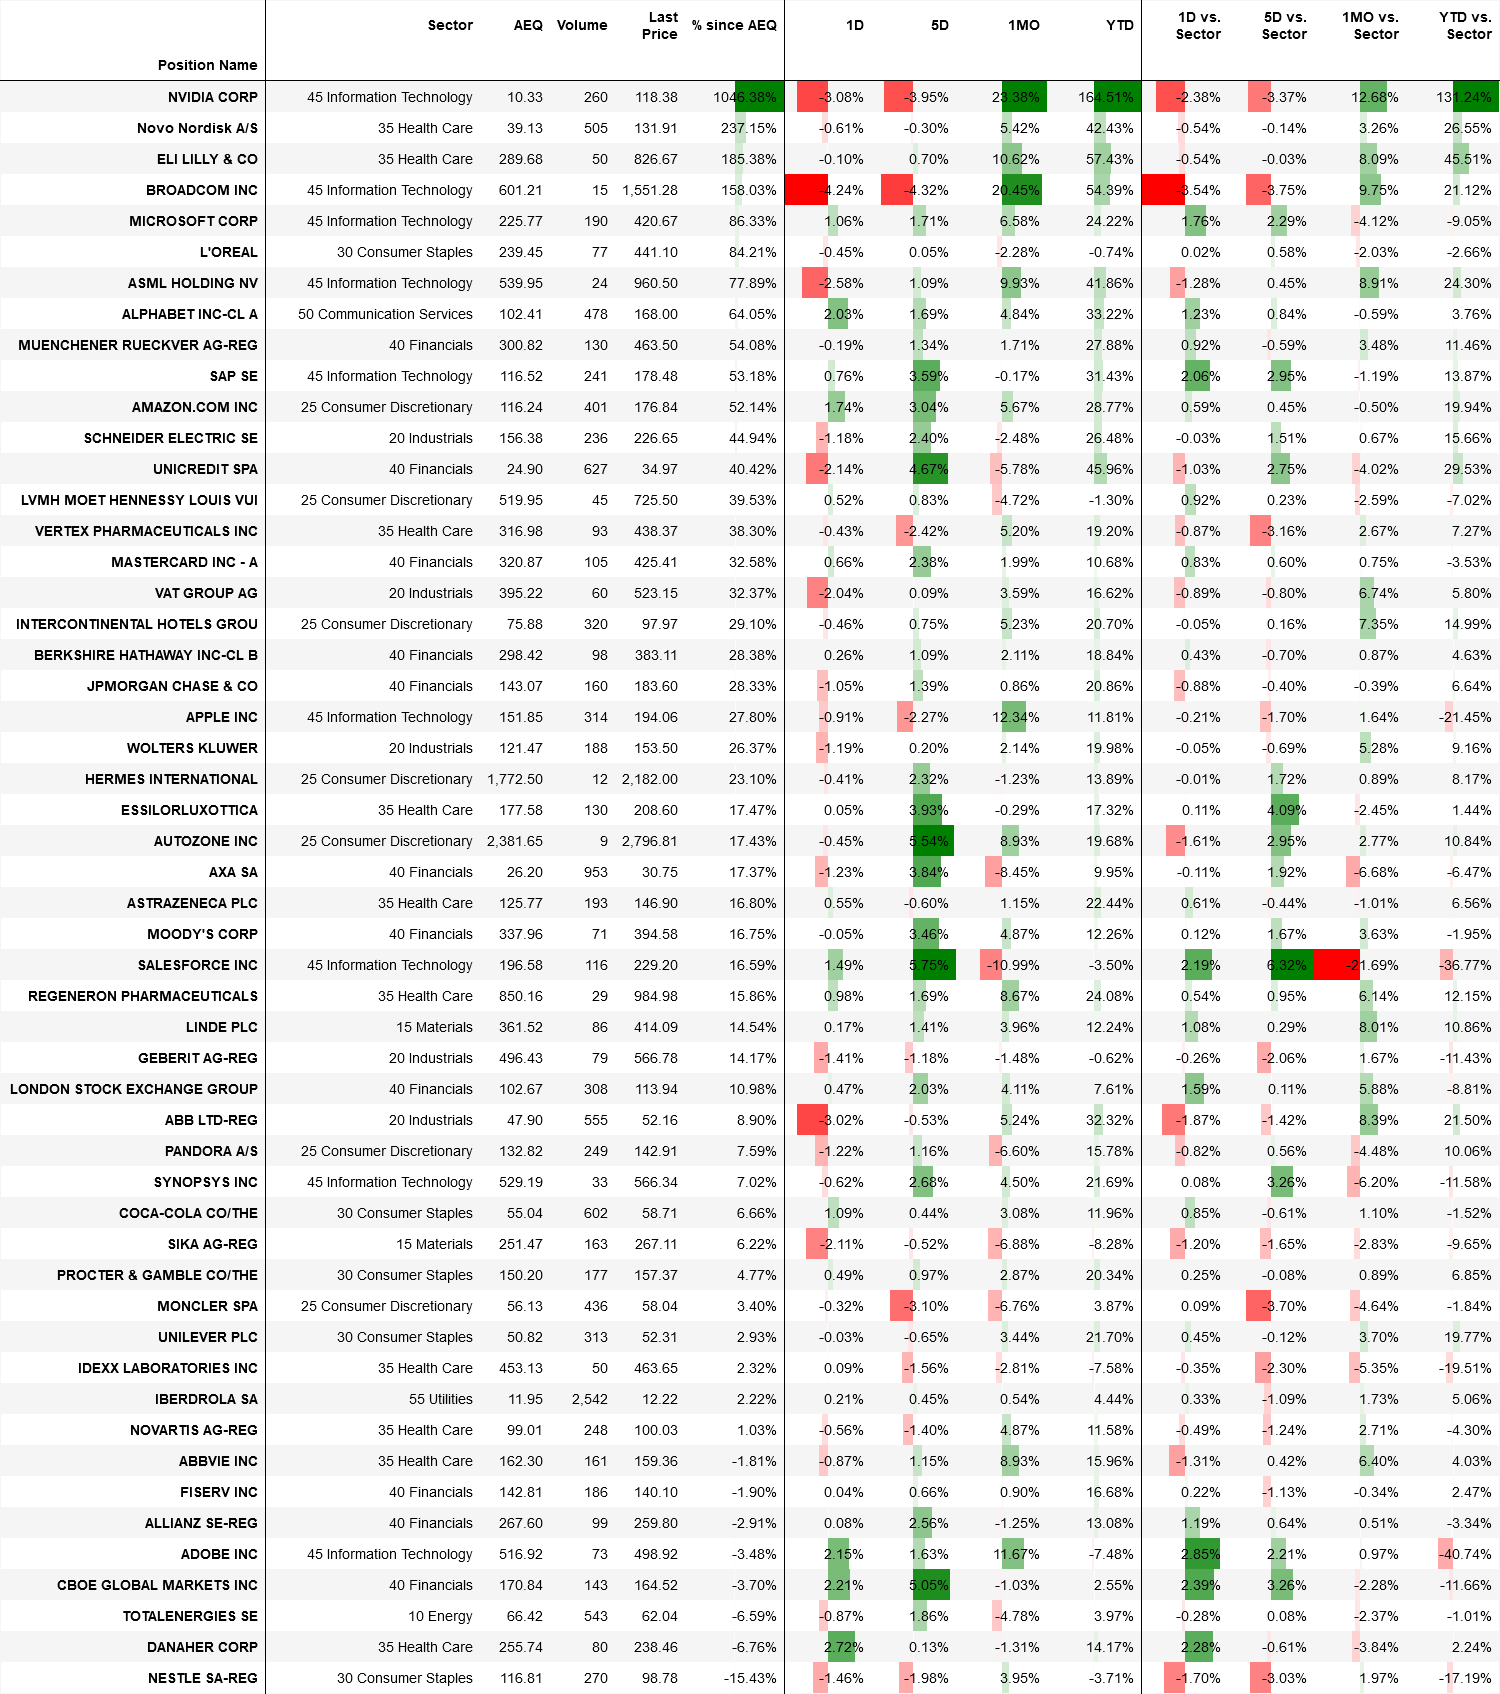 Position Name Sector AEQ Volume Last Price % since AEQ 1D 5D 1MO YTD 1D vs. Sector 5D vs. Sector 1MO vs. Sector YTD vs. Sector
NVIDIA CORP 45 Information Technology 10.33 260 118.38 1046.38% -3.08% -3.95% 23.38% 164.51% -2.38% -3.37% 12.68% 131.24%
Novo Nordisk A/S 35 Health Care 39.13 505 131.91 237.15% -0.61% -0.30% 5.42% 42.43% -0.54% -0.14% 3.26% 26.55%
ELI LILLY & CO 35 Health Care 289.68 50 826.67 185.38% -0.10% 0.70% 10.62% 57.43% -0.54% -0.03% 8.09% 45.51%
BROADCOM INC 45 Information Technology 601.21 15 1,551.28 158.03% -4.24% -4.32% 20.45% 54.39% -3.54% -3.75% 9.75% 21.12%
MICROSOFT CORP 45 Information Technology 225.77 190 420.67 86.33% 1.06% 1.71% 6.58% 24.22% 1.76% 2.29% -4.12% -9.05%
L'OREAL 30 Consumer Staples 239.45 77 441.10 84.21% -0.45% 0.05% -2.28% -0.74% 0.02% 0.58% -2.03% -2.66%
ASML HOLDING NV 45 Information Technology 539.95 24 960.50 77.89% -2.58% 1.09% 9.93% 41.86% -1.28% 0.45% 8.91% 24.30%
ALPHABET INC-CL A 50 Communication Services 102.41 478 168.00 64.05% 2.03% 1.69% 4.84% 33.22% 1.23% 0.84% -0.59% 3.76%
MUENCHENER RUECKVER AG-REG 40 Financials 300.82 130 463.50 54.08% -0.19% 1.34% 1.71% 27.88% 0.92% -0.59% 3.48% 11.46%
SAP SE 45 Information Technology 116.52 241 178.48 53.18% 0.76% 3.59% -0.17% 31.43% 2.06% 2.95% -1.19% 13.87%
AMAZON.COM INC 25 Consumer Discretionary 116.24 401 176.84 52.14% 1.74% 3.04% 5.67% 28.77% 0.59% 0.45% -0.50% 19.94%
SCHNEIDER ELECTRIC SE 20 Industrials 156.38 236 226.65 44.94% -1.18% 2.40% -2.48% 26.48% -0.03% 1.51% 0.67% 15.66%
UNICREDIT SPA 40 Financials 24.90 627 34.97 40.42% -2.14% 4.67% -5.78% 45.96% -1.03% 2.75% -4.02% 29.53%
LVMH MOET HENNESSY LOUIS VUI 25 Consumer Discretionary 519.95 45 725.50 39.53% 0.52% 0.83% -4.72% -1.30% 0.92% 0.23% -2.59% -7.02%
VERTEX PHARMACEUTICALS INC 35 Health Care 316.98 93 438.37 38.30% -0.43% -2.42% 5.20% 19.20% -0.87% -3.16% 2.67% 7.27%
MASTERCARD INC - A 40 Financials 320.87 105 425.41 32.58% 0.66% 2.38% 1.99% 10.68% 0.83% 0.60% 0.75% -3.53%
VAT GROUP AG 20 Industrials 395.22 60 523.15 32.37% -2.04% 0.09% 3.59% 16.62% -0.89% -0.80% 6.74% 5.80%
INTERCONTINENTAL HOTELS GROU 25 Consumer Discretionary 75.88 320 97.97 29.10% -0.46% 0.75% 5.23% 20.70% -0.05% 0.16% 7.35% 14.99%
BERKSHIRE HATHAWAY INC-CL B 40 Financials 298.42 98 383.11 28.38% 0.26% 1.09% 2.11% 18.84% 0.43% -0.70% 0.87% 4.63%
JPMORGAN CHASE & CO 40 Financials 143.07 160 183.60 28.33% -1.05% 1.39% 0.86% 20.86% -0.88% -0.40% -0.39% 6.64%
APPLE INC 45 Information Technology 151.85 314 194.06 27.80% -0.91% -2.27% 12.34% 11.81% -0.21% -1.70% 1.64% -21.45%
WOLTERS KLUWER 20 Industrials 121.47 188 153.50 26.37% -1.19% 0.20% 2.14% 19.98% -0.05% -0.69% 5.28% 9.16%
HERMES INTERNATIONAL 25 Consumer Discretionary 1,772.50 12 2,182.00 23.10% -0.41% 2.32% -1.23% 13.89% -0.01% 1.72% 0.89% 8.17%
ESSILORLUXOTTICA 35 Health Care 177.58 130 208.60 17.47% 0.05% 3.93% -0.29% 17.32% 0.11% 4.09% -2.45% 1.44%
AUTOZONE INC 25 Consumer Discretionary 2,381.65 9 2,796.81 17.43% -0.45% 5.54% 8.93% 19.68% -1.61% 2.95% 2.77% 10.84%
AXA SA 40 Financials 26.20 953 30.75 17.37% -1.23% 3.84% -8.45% 9.95% -0.11% 1.92% -6.68% -6.47%
ASTRAZENECA PLC 35 Health Care 125.77 193 146.90 16.80% 0.55% -0.60% 1.15% 22.44% 0.61% -0.44% -1.01% 6.56%
MOODY'S CORP 40 Financials 337.96 71 394.58 16.75% -0.05% 3.46% 4.87% 12.26% 0.12% 1.67% 3.63% -1.95%
SALESFORCE INC 45 Information Technology 196.58 116 229.20 16.59% 1.49% 5.75% -10.99% -3.50% 2.19% 6.32% -21.69% -36.77%
REGENERON PHARMACEUTICALS 35 Health Care 850.16 29 984.98 15.86% 0.98% 1.69% 8.67% 24.08% 0.54% 0.95% 6.14% 12.15%
LINDE PLC 15 Materials 361.52 86 414.09 14.54% 0.17% 1.41% 3.96% 12.24% 1.08% 0.29% 8.01% 10.86%
GEBERIT AG-REG 20 Industrials 496.43 79 566.78 14.17% -1.41% -1.18% -1.48% -0.62% -0.26% -2.06% 1.67% -11.43%
LONDON STOCK EXCHANGE GROUP 40 Financials 102.67 308 113.94 10.98% 0.47% 2.03% 4.11% 7.61% 1.59% 0.11% 5.88% -8.81%
ABB LTD-REG 20 Industrials 47.90 555 52.16 8.90% -3.02% -0.53% 5.24% 32.32% -1.87% -1.42% 8.39% 21.50%
PANDORA A/S 25 Consumer Discretionary 132.82 249 142.91 7.59% -1.22% 1.16% -6.60% 15.78% -0.82% 0.56% -4.48% 10.06%
SYNOPSYS INC 45 Information Technology 529.19 33 566.34 7.02% -0.62% 2.68% 4.50% 21.69% 0.08% 3.26% -6.20% -11.58%
COCA-COLA CO/THE 30 Consumer Staples 55.04 602 58.71 6.66% 1.09% 0.44% 3.08% 11.96% 0.85% -0.61% 1.10% -1.52%
SIKA AG-REG 15 Materials 251.47 163 267.11 6.22% -2.11% -0.52% -6.88% -8.28% -1.20% -1.65% -2.83% -9.65%
PROCTER & GAMBLE CO/THE 30 Consumer Staples 150.20 177 157.37 4.77% 0.49% 0.97% 2.87% 20.34% 0.25% -0.08% 0.89% 6.85%
MONCLER SPA 25 Consumer Discretionary 56.13 436 58.04 3.40% -0.32% -3.10% -6.76% 3.87% 0.09% -3.70% -4.64% -1.84%
UNILEVER PLC 30 Consumer Staples 50.82 313 52.31 2.93% -0.03% -0.65% 3.44% 21.70% 0.45% -0.12% 3.70% 19.77%
IDEXX LABORATORIES INC 35 Health Care 453.13 50 463.65 2.32% 0.09% -1.56% -2.81% -7.58% -0.35% -2.30% -5.35% -19.51%
IBERDROLA SA 55 Utilities 11.95 2,542 12.22 2.22% 0.21% 0.45% 0.54% 4.44% 0.33% -1.09% 1.73% 5.06%
NOVARTIS AG-REG 35 Health Care 99.01 248 100.03 1.03% -0.56% -1.40% 4.87% 11.58% -0.49% -1.24% 2.71% -4.30%
ABBVIE INC 35 Health Care 162.30 161 159.36 -1.81% -0.87% 1.15% 8.93% 15.96% -1.31% 0.42% 6.40% 4.03%
FISERV INC 40 Financials 142.81 186 140.10 -1.90% 0.04% 0.66% 0.90% 16.68% 0.22% -1.13% -0.34% 2.47%
ALLIANZ SE-REG 40 Financials 267.60 99 259.80 -2.91% 0.08% 2.56% -1.25% 13.08% 1.19% 0.64% 0.51% -3.34%
ADOBE INC 45 Information Technology 516.92 73 498.92 -3.48% 2.15% 1.63% 11.67% -7.48% 2.85% 2.21% 0.97% -40.74%
CBOE GLOBAL MARKETS INC 40 Financials 170.84 143 164.52 -3.70% 2.21% 5.05% -1.03% 2.55% 2.39% 3.26% -2.28% -11.66%
TOTALENERGIES SE 10 Energy 66.42 543 62.04 -6.59% -0.87% 1.86% -4.78% 3.97% -0.28% 0.08% -2.37% -1.01%
DANAHER CORP 35 Health Care 255.74 80 238.46 -6.76% 2.72% 0.13% -1.31% 14.17% 2.28% -0.61% -3.84% 2.24%
NESTLE SA-REG 30 Consumer Staples 116.81 270 98.78 -15.43% -1.46% -1.98% 3.95% -3.71% -1.70% -3.03% 1.97% -17.19%